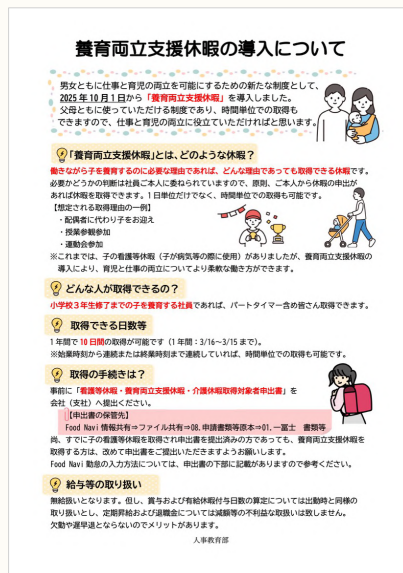 養育両立支援休暇の導入について
男女ともに仕事と育児の両立を可能にするための新たな制度として、
2025年10月1日から「養育両立支援休暇」を導入しました。
父母ともに使っていただける制度であり、時間単位での取得も
できますので、仕事と育児の両立に役立ていただければと思います。
「養育両立支援休暇」とは、どのような休暇？
働きながら子を養育するのに必要な理由であれば、どんな理由であっても取得できる休暇です。
必要かどうかの判断は社員ご本人に委ねられていますので、原則、ご本人から休暇の申出が
あれば休暇を取得できます。1日単位だけでなく、時間単位での取得も可能です。
【想定される取得理由の一例】
・配偶者に代わり子をお迎え
・授業参観参加
・運動会参加
※これまでは、子の看護等休暇（子が病気等の際に使用）がありましたが、養育両立支援休暇の
導入により、育児と仕事の両立についてより柔軟な働き方ができます。
どんな人が取得できるの？
小学校3年生修了までの子を養育する社員であれば、パートタイマー含め皆さん取得できます。
取得できる日数等
1年間で10日間の取得が可能です（1年間：3/16～3/15まで）。
※始業時刻から連続または終業時刻まで連続していれば、時間単位での取得も可能です。
取得の手続きは？
事前に「看護等休暇・養育両立支援休暇・介護休暇取得対象者申出書」を
会社（支社）へ提出ください。
【申出書の保管先】
Food Navi 情報共有⇒ファイル共有⇒08.申請書類等原本⇒01.一冨士　書類等
尚、すでに子の看護等休暇を取得され申出書を提出済みの方であっても、養育両立支援休暇を
取得する方は、改めて申出書をご提出いただきますようお願いします。
Food Navi 勤怠の入力方法については、申出書の下部に記載がありますので参考ください。
給与等の取り扱い
無給扱いとなります。但し、賞与および有給休暇付与日数の算定については出勤時と同様の
取り扱いとし、定期昇給および退職金については減額等の不利益な取扱いは致しません。
欠勤や遅早退とならないのでメリットがあります。
人事教育部